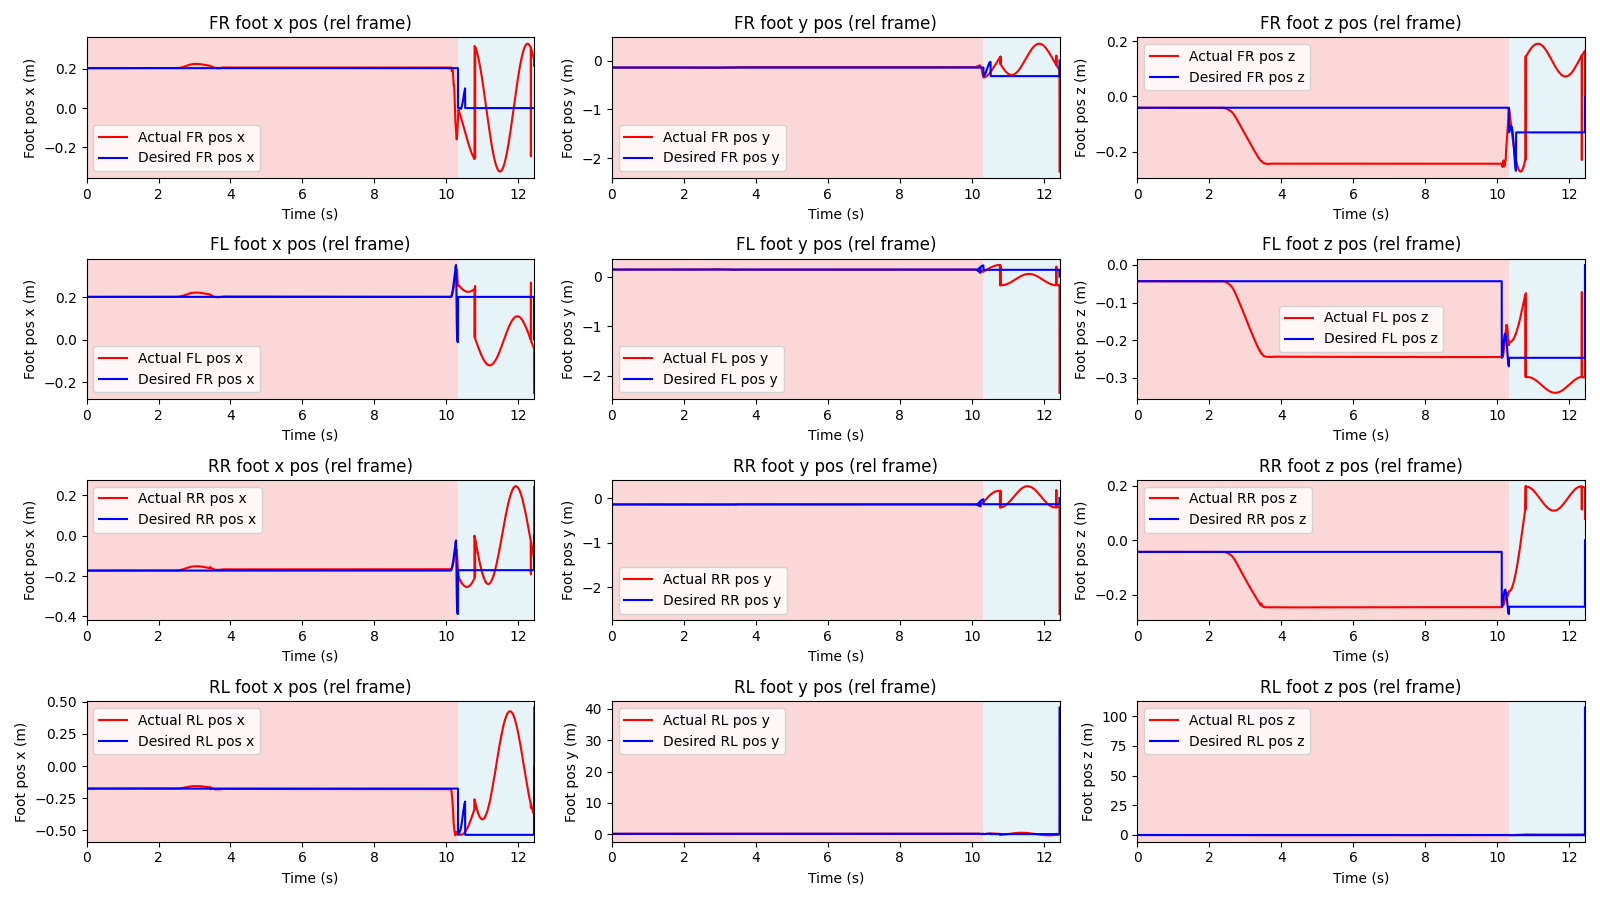 FR foot x pos (rel frame)
Foot pos x (m)
0.2
0.0
−0.2
Actual FR pos x
Desired FR pos x
0 2 4 6 8 10 12
Time (s)
FR foot y pos (rel frame)
Foot pos y (m)
0
−1
−2
Actual FR pos y
Desired FR pos y
0 2 4 6 8 10 12
Time (s)
FR foot z pos (rel frame)
Foot pos z (m)
0.2
0.0
−0.2
Actual FR pos z
Desired FR pos z
0 2 4 6 8 10 12
Time (s)
FL foot x pos (rel frame)
Foot pos x (m)
0.2
0.0
−0.2
Actual FL pos x
Desired FR pos x
0 2 4 6 8 10 12
Time (s)
FL foot y pos (rel frame)
Foot pos y (m)
0
−1
−2
Actual FL pos y
Desired FL pos y
0 2 4 6 8 10 12
Time (s)
FL foot z pos (rel frame)
Foot pos z (m)
0.0
−0.1
−0.2
−0.3
Actual FL pos z
Desired FL pos z
0 2 4 6 8 10 12
Time (s)
RR foot x pos (rel frame)
Foot pos x (m)
0.2
0.0
−0.2
−0.4
Actual RR pos x
Desired RR pos x
0 2 4 6 8 10 12
Time (s)
RR foot y pos (rel frame)
Foot pos y (m)
0
−1
−2
Actual RR pos y
Desired RR pos y
0 2 4 6 8 10 12
Time (s)
RR foot z pos (rel frame)
Foot pos z (m)
0.2
0.0
−0.2
Actual RR pos z
Desired RR pos z
0 2 4 6 8 10 12
Time (s)
RL foot x pos (rel frame)
Foot pos x (m)
0.50
0.25
0.00
−0.25
−0.50
Actual RL pos x
Desired RL pos x
0 2 4 6 8 10 12
Time (s)
RL foot y pos (rel frame)
Foot pos y (m)
40
30
20
10
0
Actual RL pos y
Desired RL pos y
0 2 4 6 8 10 12
Time (s)
RL foot z pos (rel frame)
Foot pos z (m)
100
75
50
25
0
Actual RL pos z
Desired RL pos z
0 2 4 6 8 10 12
Time (s)